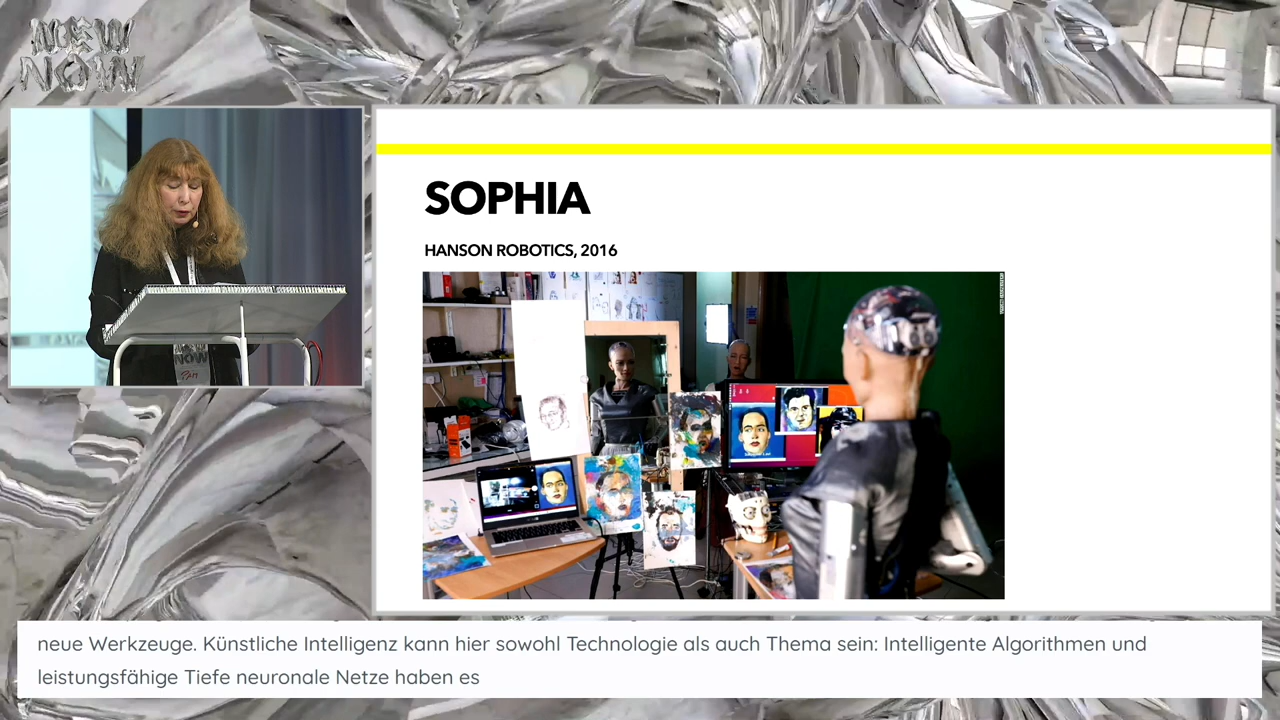 NEW
NOW
SOPHIA
HANSON ROBOTICS, 2016
NOW
neue Werkzeuge. Künstliche Intelligenz kann hier sowohl Technologie als auch Thema sein: Intelligente Algorithmen und
leistungsfähige Tiefe neuronale Netze haben es